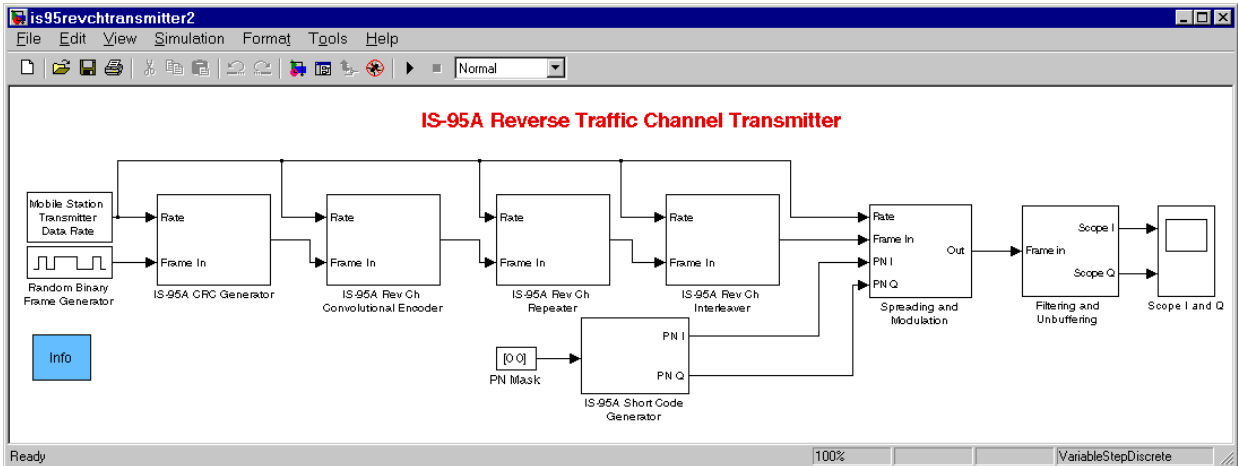 is95revchtransmitter2
File Edit View Simulation Format Tools Help
Normal
IS-95A Reverse Traffic Channel Transmitter
Mobile Station
Transmitter
Data Rate
Random Binary
Frame Generator
Rate
Frame In
IS-95A CRC Generator
Rate
Frame In
IS-95A Rev Ch
Convolutional Encoder
Rate
Frame In
IS-95A Rev Ch
Repeater
Rate
Frame In
IS-95A Rev Ch
Interleaver
Rate
Frame In
PN I
PN Q
Out
Spreading and
Modulation
Frame in
Scope I
Scope Q
Filtering and
Unbuffering
Scope I and Q
Info
[0 0]
PN Mask
PN I
PN Q
IS-95A Short Code
Generator
Ready
100%
VariableStepDiscrete